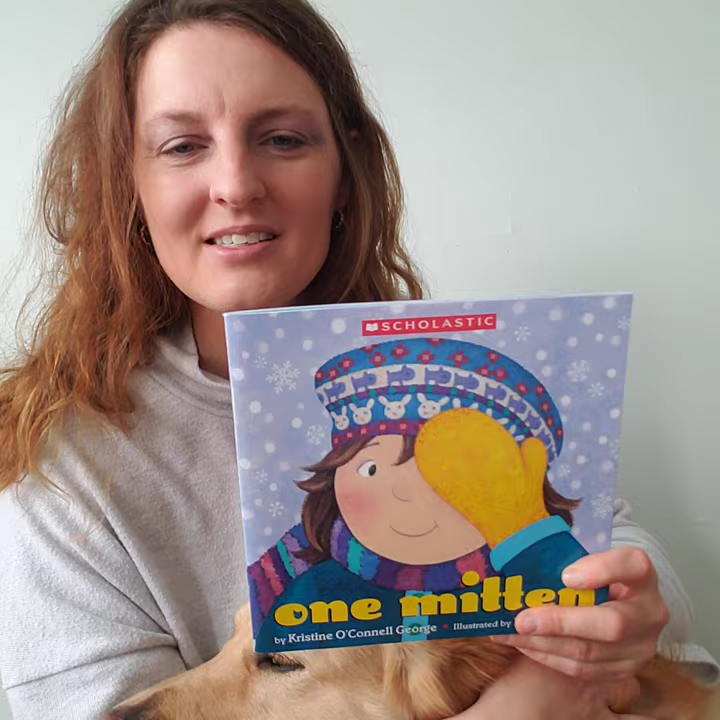 SCHOLASTIC
one mitten
by Kristine O'Connell George • Illustrated by